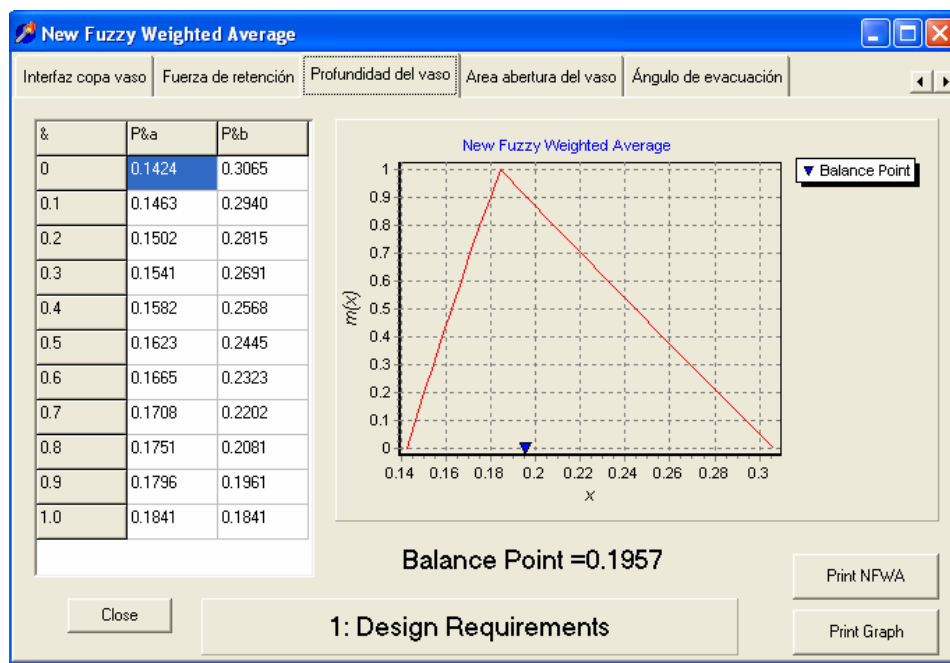 New Fuzzy Weighted Average
Interfaz copa vaso Fuerza de retención Profundidad del vaso Area abertura del vaso Ángulo de evacuación
& P&a P&b
0 0.1424 0.3065
0.1 0.1463 0.2940
0.2 0.1502 0.2815
0.3 0.1541 0.2691
0.4 0.1582 0.2568
0.5 0.1623 0.2445
0.6 0.1665 0.2323
0.7 0.1708 0.2202
0.8 0.1751 0.2081
0.9 0.1796 0.1961
1.0 0.1841 0.1841
New Fuzzy Weighted Average
Balance Point
1
0.9
0.8
0.7
0.6
0.5
0.4
0.3
0.2
0.1
0
m(x)
0.14 0.16 0.18 0.2 0.22 0.24 0.26 0.28 0.3
x
Balance Point =0.1957
Print NFWA
Close
1: Design Requirements
Print Graph